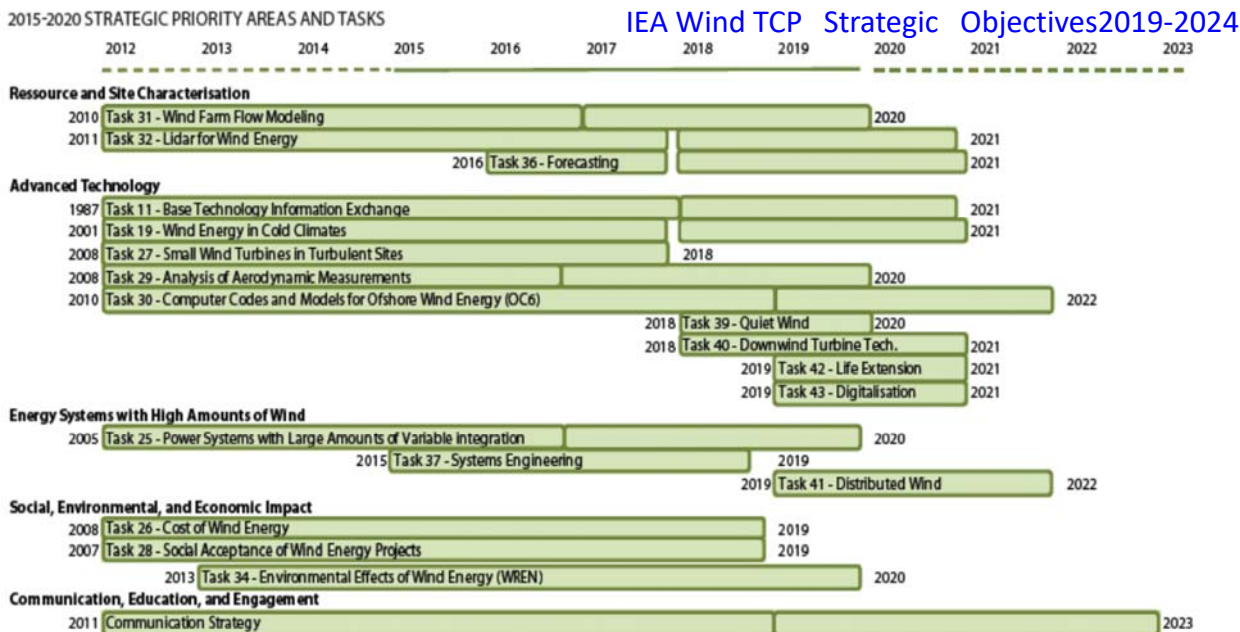 2015-2020 STRATEGIC PRIORITY AREAS AND TASKS
IEA Wind TCP Strategic Objectives2019-2024
2012 2013 2014 2015 2016 2017 2018 2019 2020 2021 2022 2023
Ressource and Site Characterisation
2010 Task 31 - Wind Farm Flow Modeling 2020
2011 Task 32 - Lidar for Wind Energy 2021
2016 Task 36 - Forecasting 2021
Advanced Technology
1987 Task 11 - Base Technology Information Exchange 2021
2001 Task 19 - Wind Energy in Cold Climates 2021
2008 Task 27 - Small Wind Turbines in Turbulent Sites 2018
2008 Task 29 - Analysis of Aerodynamic Measurements 2020
2010 Task 30 - Computer Codes and Models for Ofshore Wind Energy (OC6) 2022
2018 Task 39 - Quiet Wind 2020
2018 Task 40 - Downwind Turbine Tech. 2021
2019 Task 42 - Life Extension 2021
2019 Task 43 - Digitalisation 2021
Energy Systems with High Amounts of Wind
2005 Task 25 - Power Systems with Large Amounts of Variable integration 2020
2015 Task 37 - Systems Engineering 2019
2019 Task 41 - Distributed Wind 2022
Social, Environmental, and Economic Impact
2008 Task 26 - Cost of Wind Energy 2019
2007 Task 28 - Social Acceptance of Wind Energy Projects 2019
2013 Task 34 - Environmental Effects of Wind Energy (WREN) 2020
Communication, Education, and Engagement
2011 Communication Strategy 2023